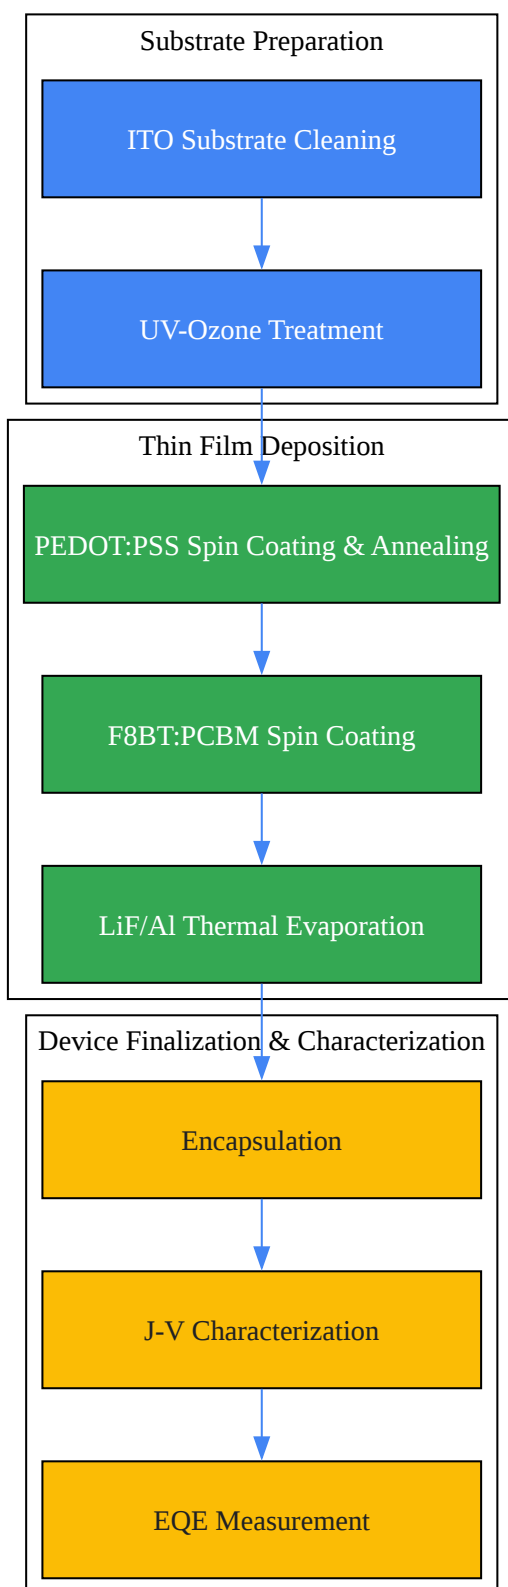 Substrate Preparation
ITO Substrate Cleaning
UV-Ozone Treatment
Thin Film Deposition
PEDOT:PSS Spin Coating & Annealing
F8BT:PCBM Spin Coating
LiF/Al Thermal Evaporation
Device Finalization & Characterization
Encapsulation
J-V Characterization
EQE Measurement